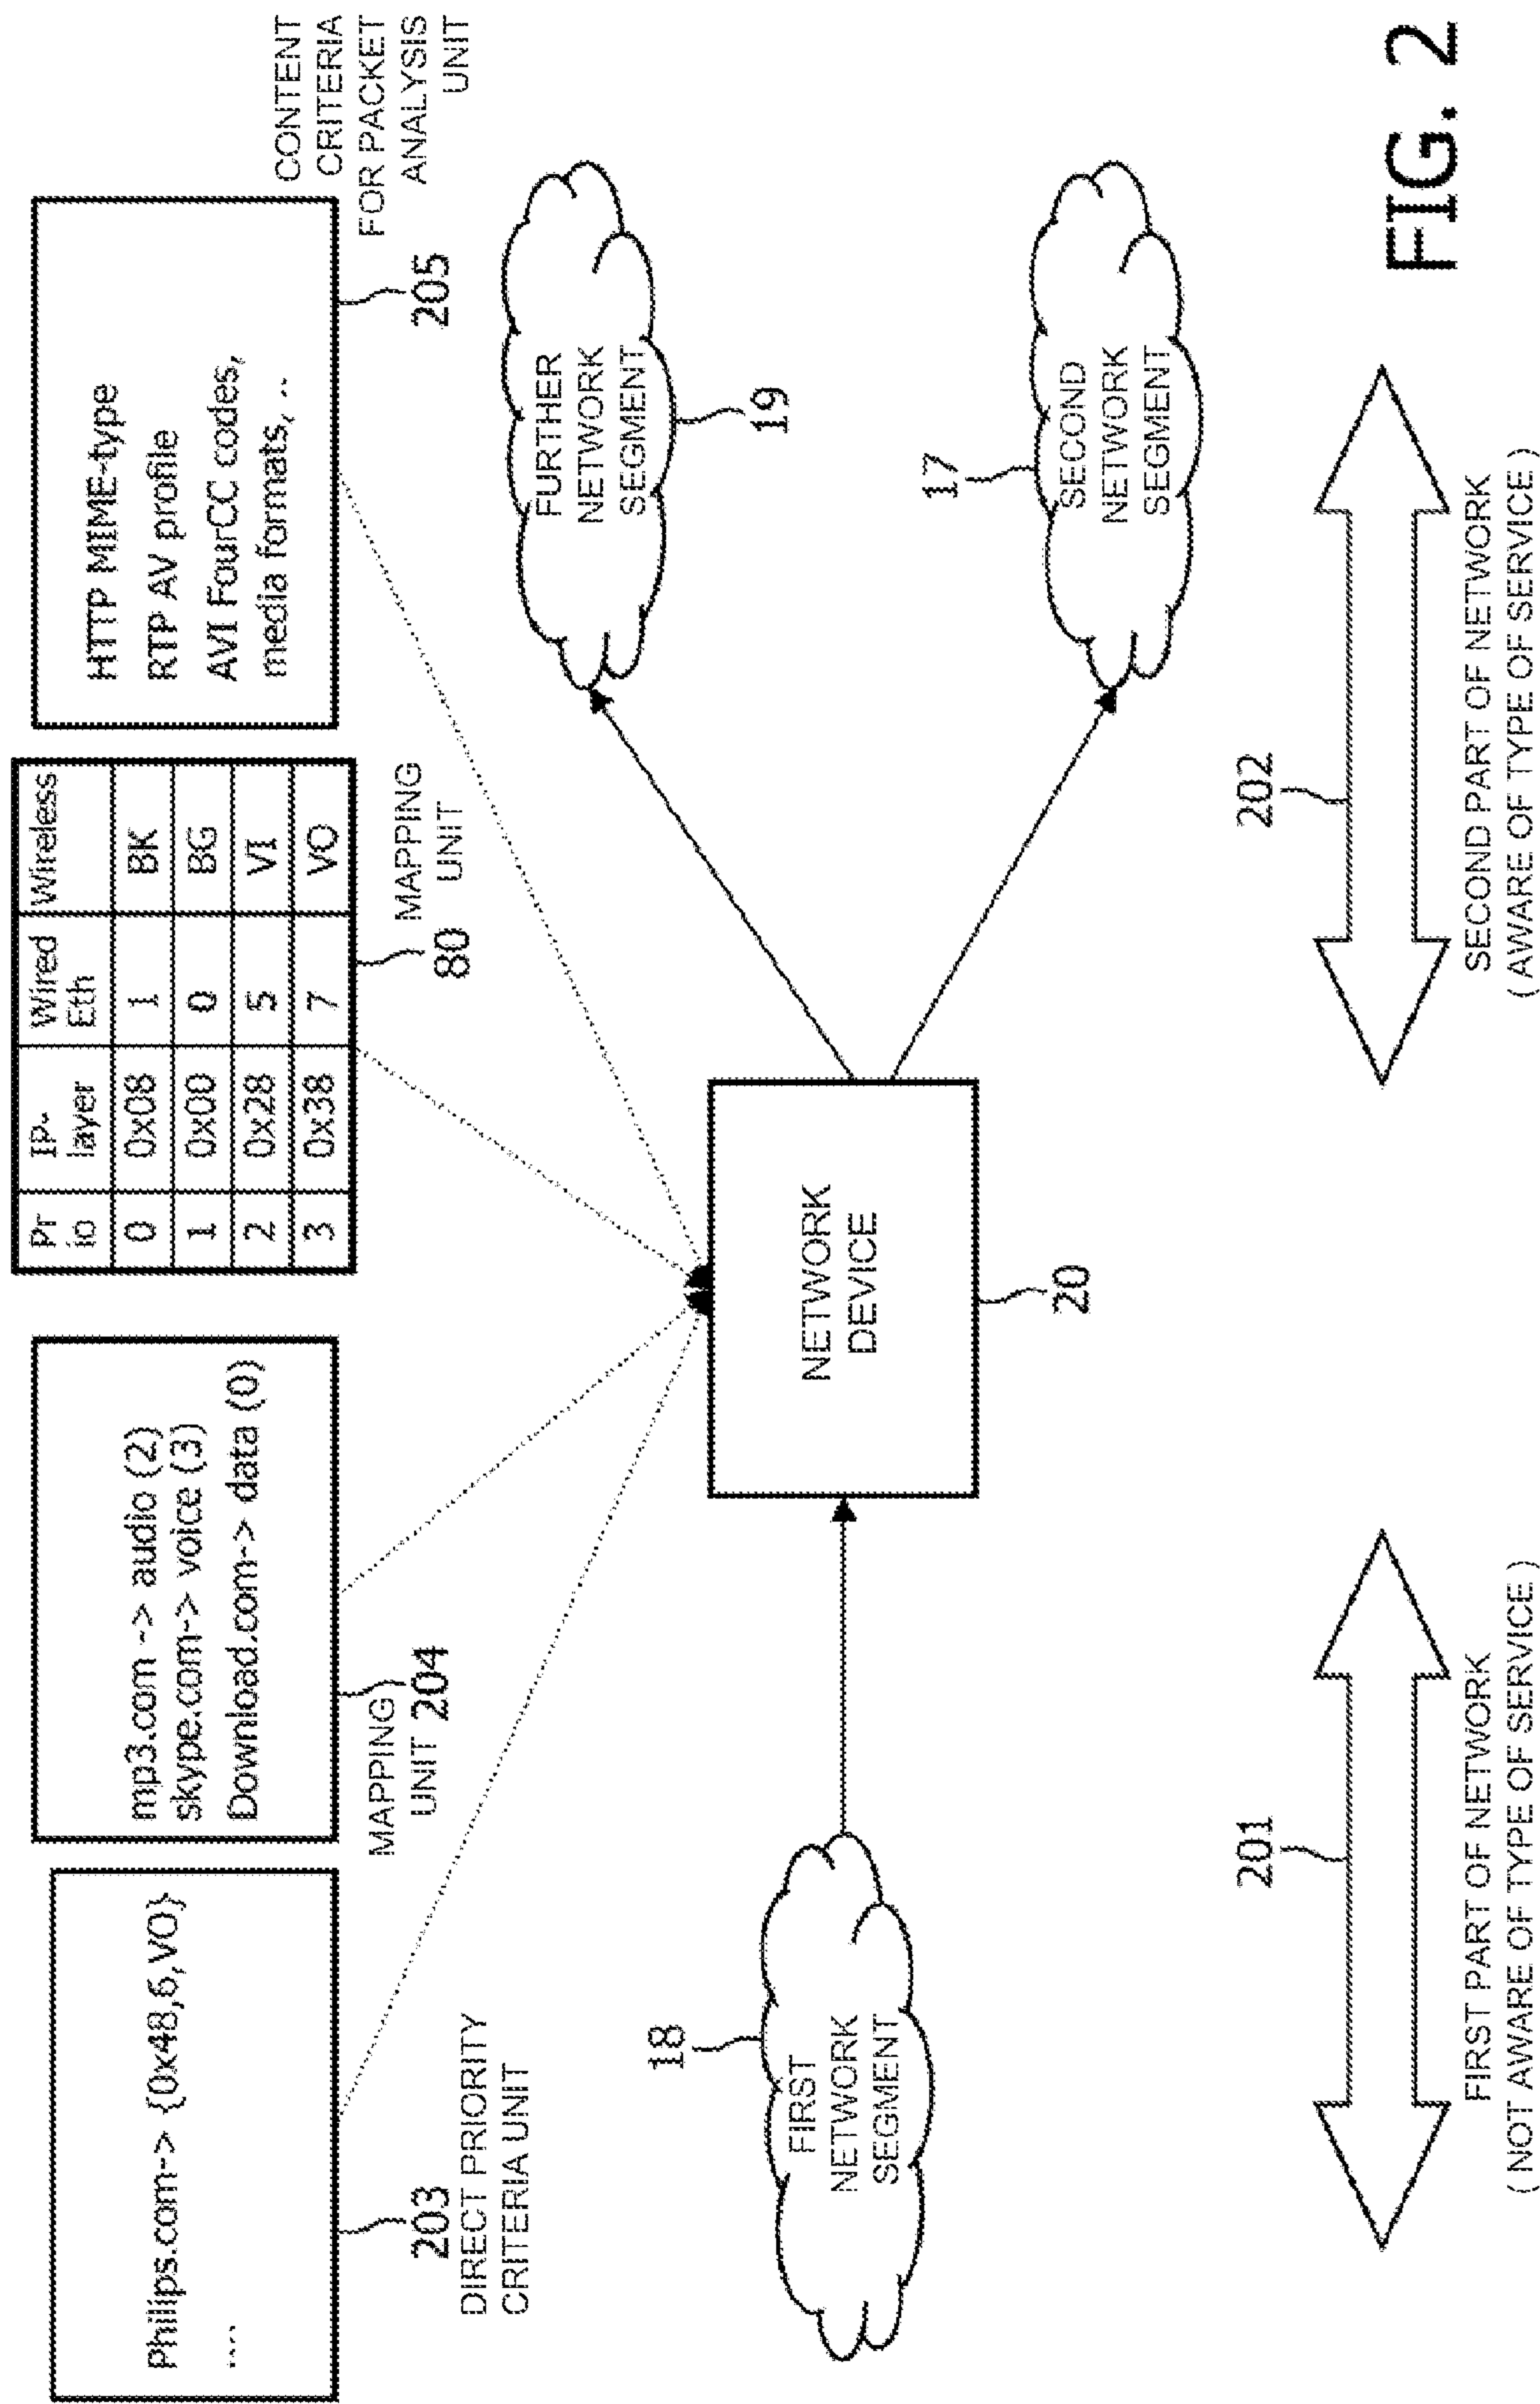 Philips.com-> {0x48,6,VO}
....
203
DIRECT PRIORITY
CRITERIA UNIT
mp3.com -> audio (2)
skype.com-> voice (3)
Download.com-> data (0)
MAPPING
UNIT 204
Pr io IP- layer Wired Eth Wireless
0 0x08 1 BK
1 0x00 0 BG
2 0x28 5 VI
3 0x38 7 VO
80
MAPPING
UNIT
HTTP MIME-type
RTP AV profile
AVI FourCC codes,
media formats, ..
205
CONTENT
CRITERIA
FOR PACKET
ANALYSIS
UNIT
18
FIRST
NETWORK
SEGMENT
NETWORK
DEVICE
20
FURTHER
NETWORK
SEGMENT
19
17
SECOND
NETWORK
SEGMENT
201
FIRST PART OF NETWORK
( NOT AWARE OF TYPE OF SERVICE )
202
SECOND PART OF NETWORK
( AWARE OF TYPE OF SERVICE )
FIG. 2